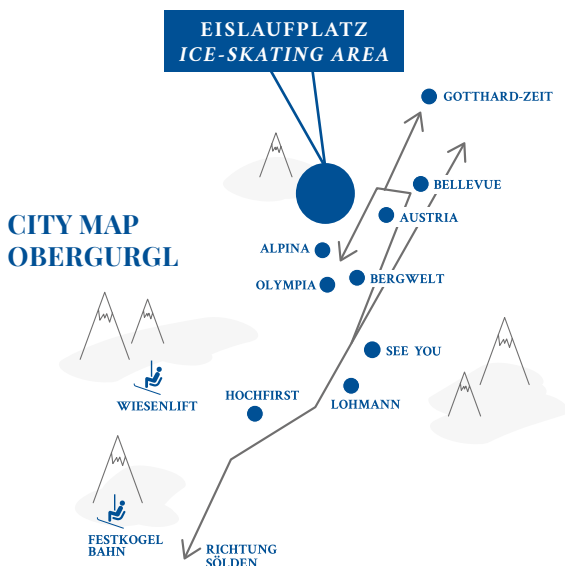 EISLAUFPLATZ
ICE-SKATING AREA
GOTTHARD-ZEIT
BELLEVUE
AUSTRIA
CITY MAP
OBERGURGL
ALPINA
OLYMPIA
BERGWELT
SEE YOU
WIESENLIFT
HOCHFIRST
LOHMANN
FESTKOGEL
BAHN
RICHTUNG
SÖLDEN